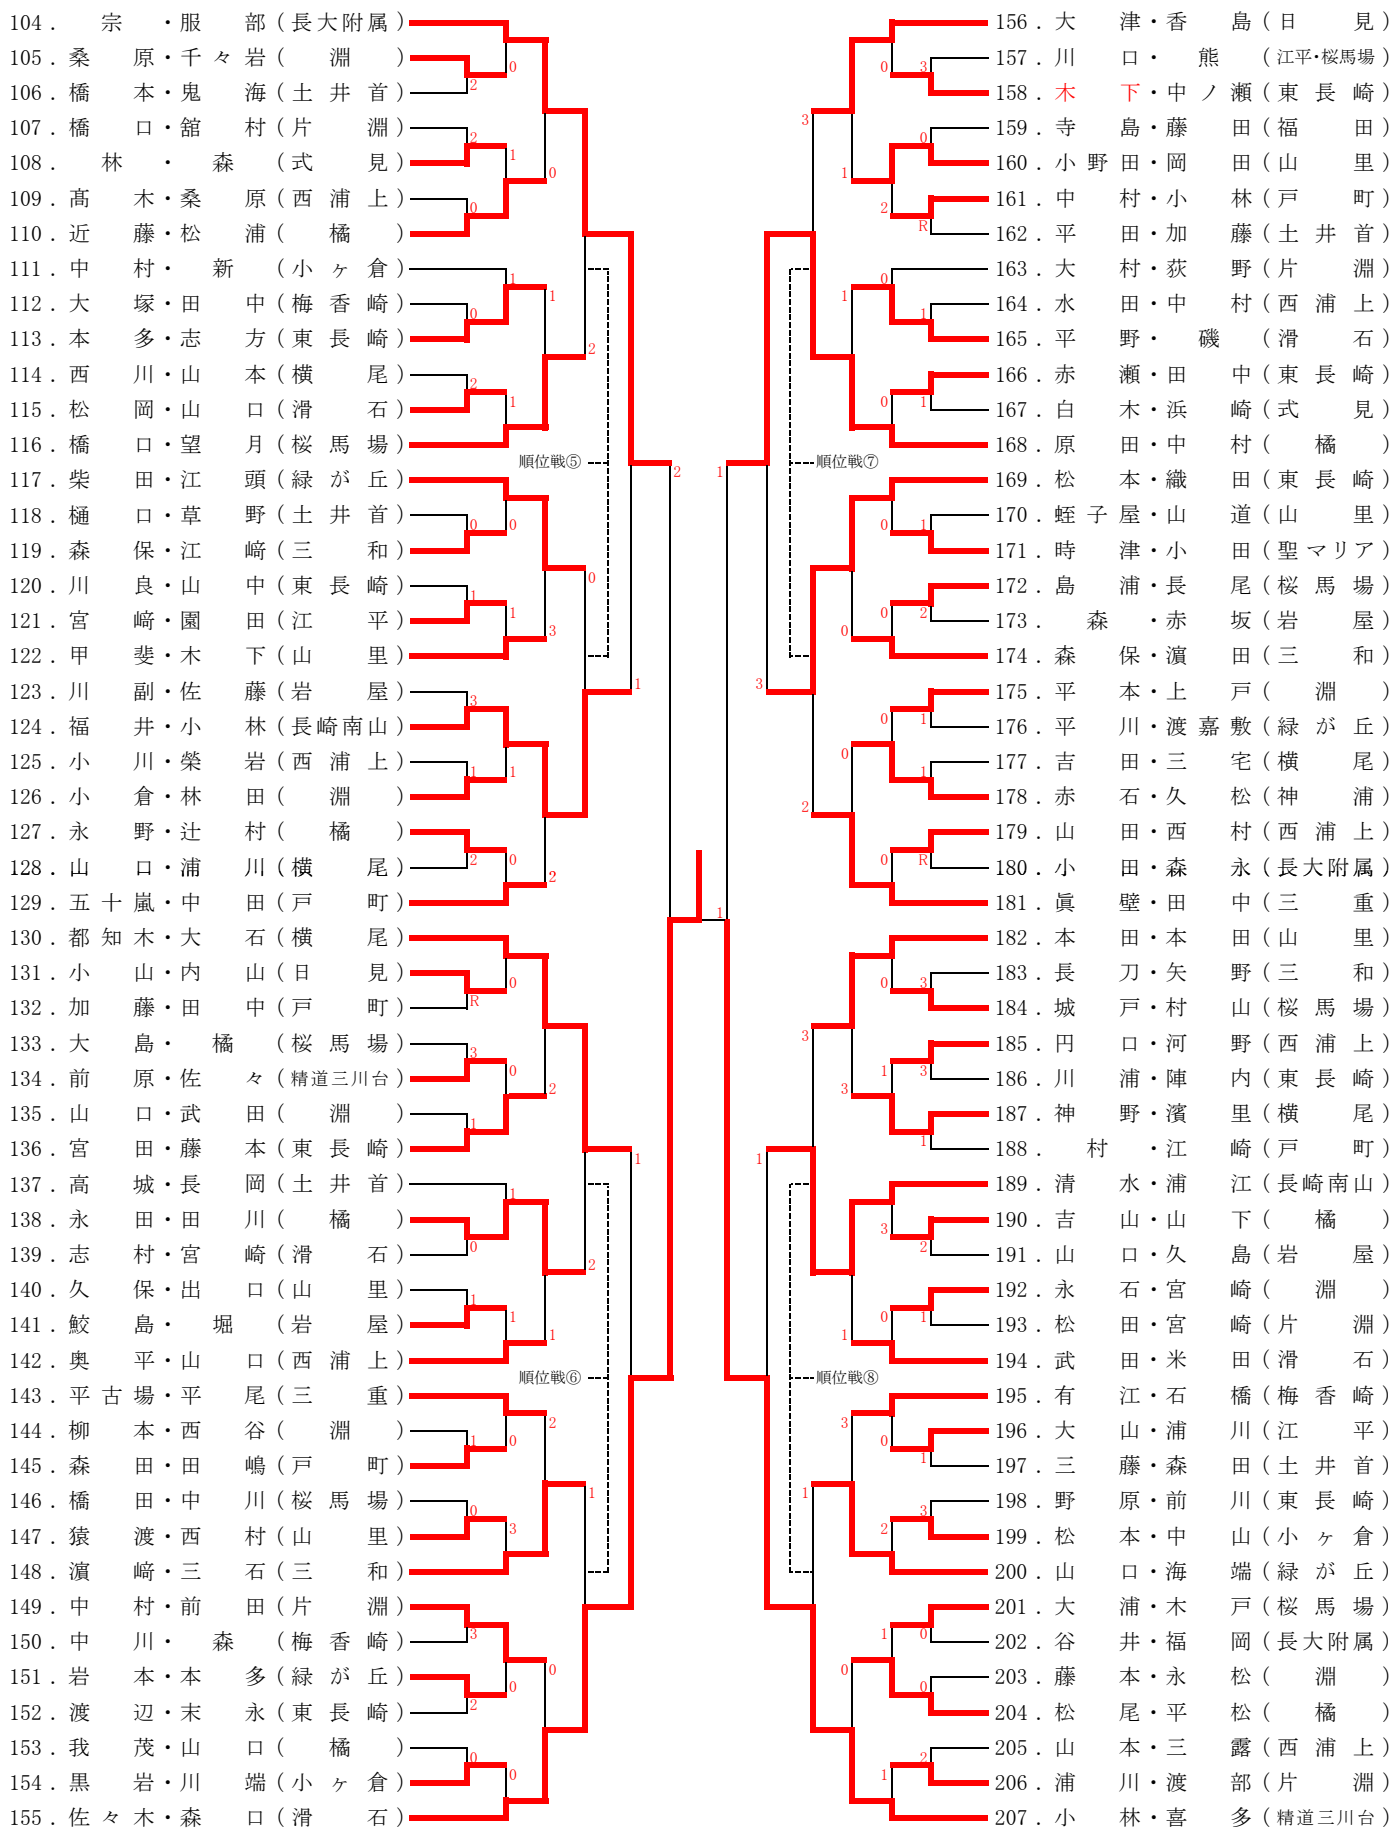 104．宗・服部（長大附属）
105．桑原・千々岩（淵）
106．橋本・鬼海（土井首）
107．橋口・舘村（片淵）
108．林・森（式見）
109．髙木・桑原（西浦上）
110．近藤・松浦（橘）
111．中村・新（小ヶ倉）
112．大塚・田中（梅香崎）
113．本多・志方（東長崎）
114．西川・山本（横尾）
115．松岡・山口（滑石）
116．橋口・望月（桜馬場）
順位戦⑤
117．柴田・江頭（緑が丘）
118．樋口・草野（土井首）
119．森保・江﨑（三和）
120．川良・山中（東長崎）
121．宮﨑・園田（江平）
122．甲斐・木下（山里）
123．川副・佐藤（岩屋）
124．福井・小林（長崎南山）
125．小川・榮岩（西浦上）
126．小倉・林田（淵）
127．永野・辻村（橘）
128．山口・浦川（横尾）
129．五十嵐・中田（戸町）
130．都知木・大石（横尾）
131．小山・内山（日見）
132．加藤・田中（戸町）
133．大島・橘（桜馬場）
134．前原・佐々（精道三川台）
135．山口・武田（淵）
136．宮田・藤本（東長崎）
137．高城・長岡（土井首）
138．永田・田川（橘）
139．志村・宮崎（滑石）
140．久保・出口（山里）
141．鮫島・堀（岩屋）
142．奥平・山口（西浦上）
順位戦⑥
143．平古場・平尾（三重）
144．柳本・西谷（淵）
145．森田・田嶋（戸町）
146．橋田・中川（桜馬場）
147．猿渡・西村（山里）
148．濵﨑・三石（三和）
149．中村・前田（片淵）
150．中川・森（梅香崎）
151．岩本・本多（緑が丘）
152．渡辺・末永（東長崎）
153．我茂・山口（橘）
154．黒岩・川端（小ヶ倉）
155．佐々木・森口（滑石）
156．大津・香島（日見）
157．川口・熊（江平・桜馬場）
158．木下・中ノ瀬（東長崎）
159．寺島・藤田（福田）
160．小野田・岡田（山里）
161．中村・小林（戸町）
162．平田・加藤（土井首）
163．大村・荻野（片淵）
164．水田・中村（西浦上）
165．平野・磯（滑石）
166．赤瀬・田中（東長崎）
167．白木・浜崎（式見）
168．原田・中村（橘）
順位戦⑦
169．松本・織田（東長崎）
170．蛭子屋・山道（山里）
171．時津・小田（聖マリア）
172．島浦・長尾（桜馬場）
173．森・赤坂（岩屋）
174．森保・濵田（三和）
175．平本・上戸（淵）
176．平川・渡嘉敷（緑が丘）
177．吉田・三宅（横尾）
178．赤石・久松（神浦）
179．山田・西村（西浦上）
180．小田・森永（長大附属）
181．眞壁・田中（三重）
182．本田・本田（山里）
183．長刀・矢野（三和）
184．城戸・村山（桜馬場）
185．円口・河野（西浦上）
186．川浦・陣内（東長崎）
187．神野・濱里（横尾）
188．村・江崎（戸町）
189．清水・浦江（長崎南山）
190．吉山・山下（橘）
191．山口・久島（岩屋）
192．永石・宮崎（淵）
193．松田・宮崎（片淵）
194．武田・米田（滑石）
順位戦⑧
195．有江・石橋（梅香崎）
196．大山・浦川（江平）
197．三藤・森田（土井首）
198．野原・前川（東長崎）
199．松本・中山（小ヶ倉）
200．山口・海端（緑が丘）
201．大浦・木戸（桜馬場）
202．谷井・福岡（長大附属）
203．藤本・永松（淵）
204．松尾・平松（橘）
205．山本・三露（西浦上）
206．浦川・渡部（片淵）
207．小林・喜多（精道三川台）